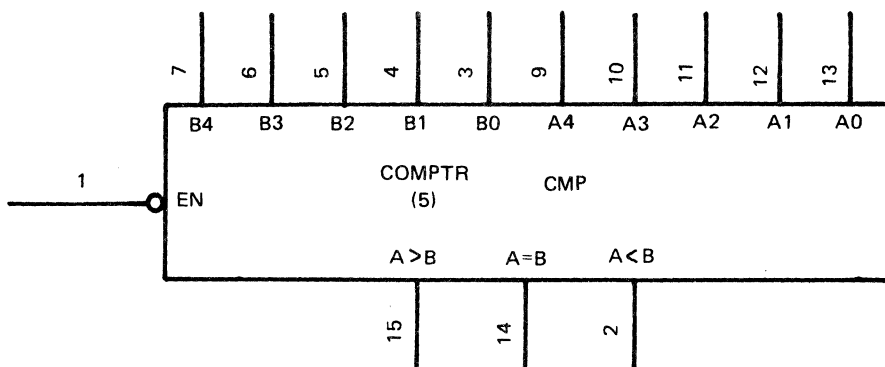 7 6 5 4 3 9 10 11 12 13
B4 B3 B2 B1 B0 A4 A3 A2 A1 A0
1
EN
COMPTR CMP
(5)
A>B A=B A<B
15 14 2